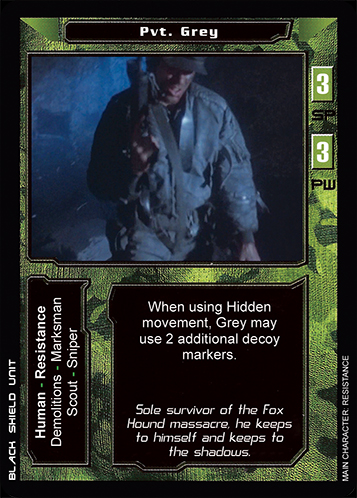 Pvt. Grey
3
SP
3
PW
Human - Resistance
Demolitions - Marksman
Scout - Sniper
When using Hidden
movement, Grey may
use 2 additional decoy
markers.
Sole survivor of the Fox
Hound massacre, he keeps
to himself and keeps to
the shadows.
BLACK SHIELD UNIT
MAIN CHARACTER: RESISTANCE